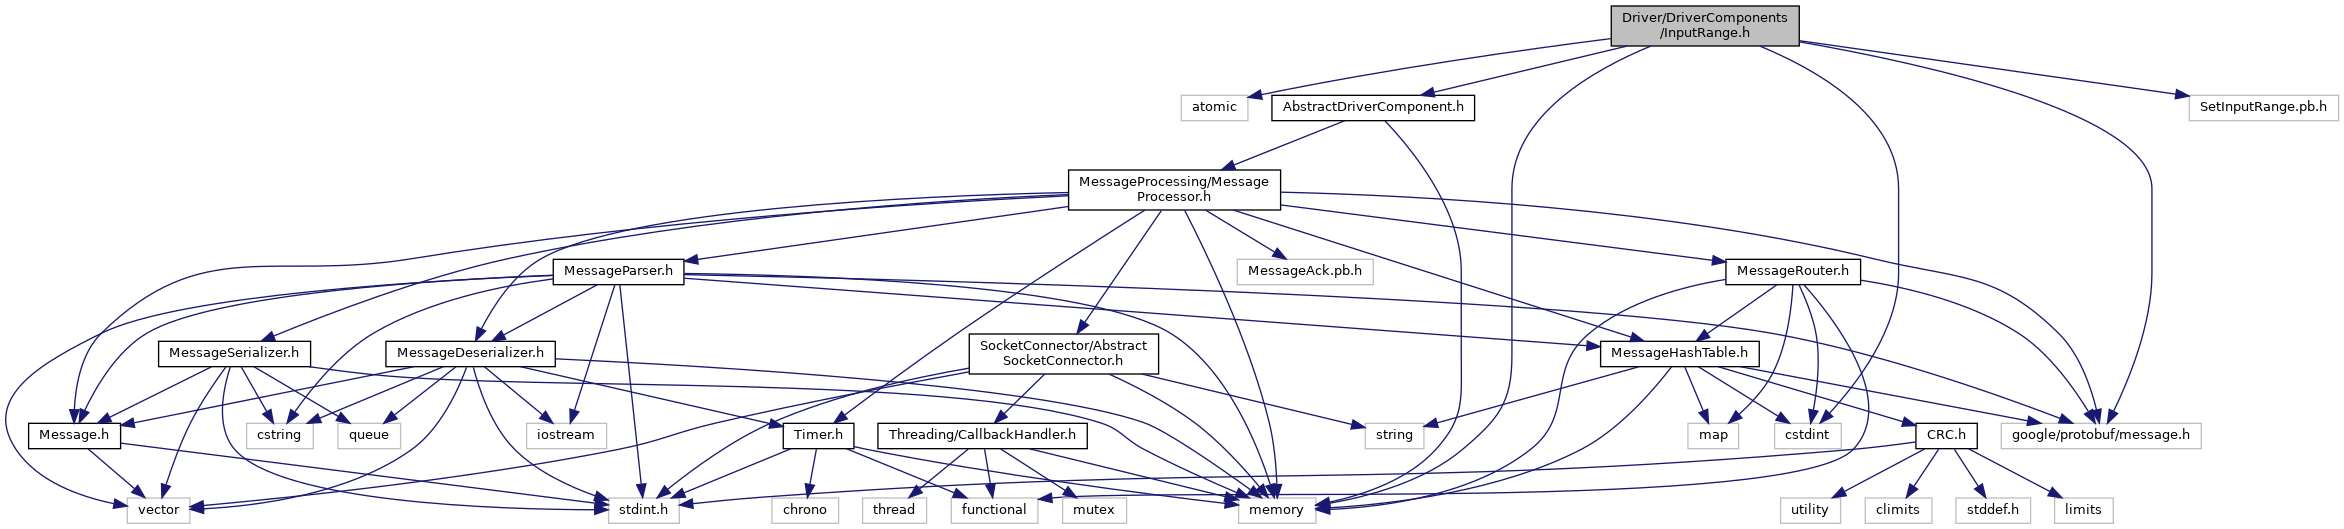 Driver/DriverComponents
/InputRange.h
atomic
AbstractDriverComponent.h
SetInputRange.pb.h
MessageProcessing/Message
Processor.h
MessageParser.h
MessageAck.pb.h
MessageRouter.h
MessageSerializer.h
MessageDeserializer.h
SocketConnector/Abstract
SocketConnector.h
MessageHashTable.h
Message.h
cstring
queue
iostream
Timer.h
Threading/CallbackHandler.h
string
map
cstdint
CRC.h
google/protobuf/message.h
vector
stdint.h
chrono
thread
functional
mutex
memory
utility
climits
stddef.h
limits